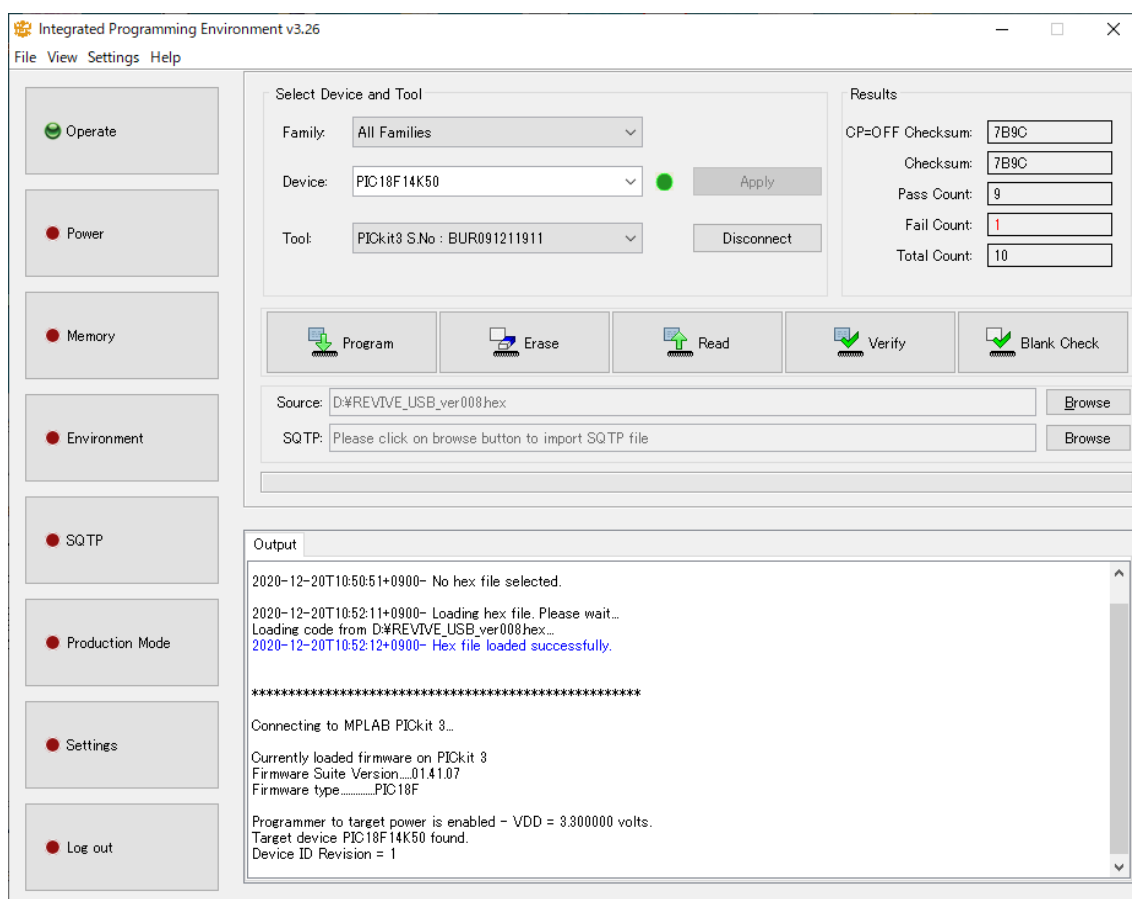 Integrated Programming Environment v3.26
File View Settings Help
Operate
Power
Memory
Environment
SQTP
Production Mode
Settings
Log out
Select Device and Tool
Family: All Families
Device: PIC18F14K50 Apply
Tool: PICkit3 S.No : BUR091211911 Disconnect
Results
CP=OFF Checksum: 7B9C
Checksum: 7B9C
Pass Count: 9
Fail Count: 1
Total Count: 10
Program Erase Read Verify Blank Check
Source: D:¥REVIVE_USB_ver008.hex Browse
SQTP: Please click on browse button to import SQTP file Browse
Output
2020-12-20T10:50:51+0900- No hex file selected.
2020-12-20T10:52:11+0900- Loading hex file. Please wait...
Loading code from D:¥REVIVE_USB_ver008.hex...
2020-12-20T10:52:12+0900- Hex file loaded successfully.
*****************************************************
Connecting to MPLAB PICkit 3...
Currently loaded firmware on PICkit 3
Firmware Suite Version.....01.41.07
Firmware type..............PIC18F
Programmer to target power is enabled - VDD = 3.300000 volts.
Target device PIC18F14K50 found.
Device ID Revision = 1